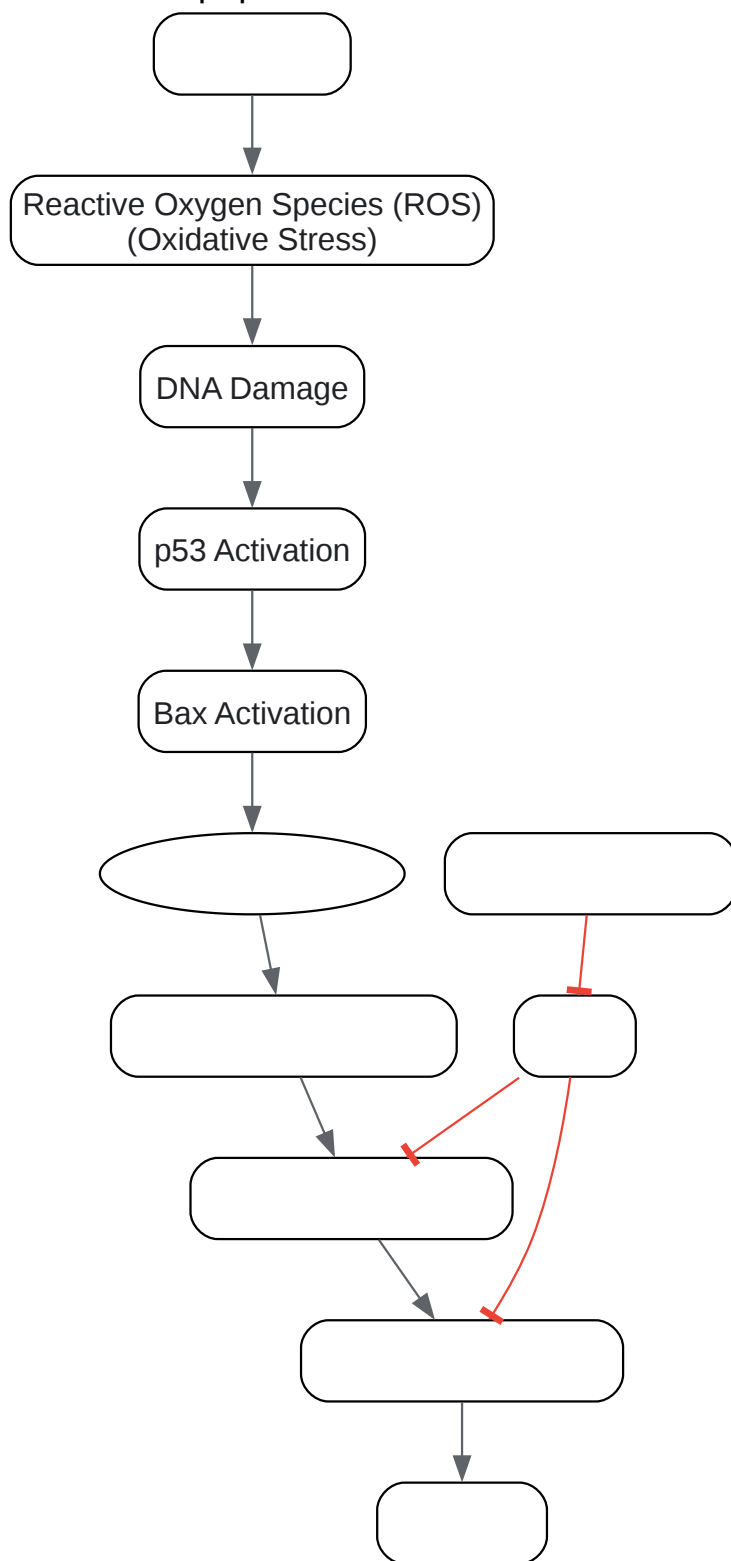 Reactive Oxygen Species (ROS)
(Oxidative Stress)
DNA Damage
p53 Activation
Bax Activation